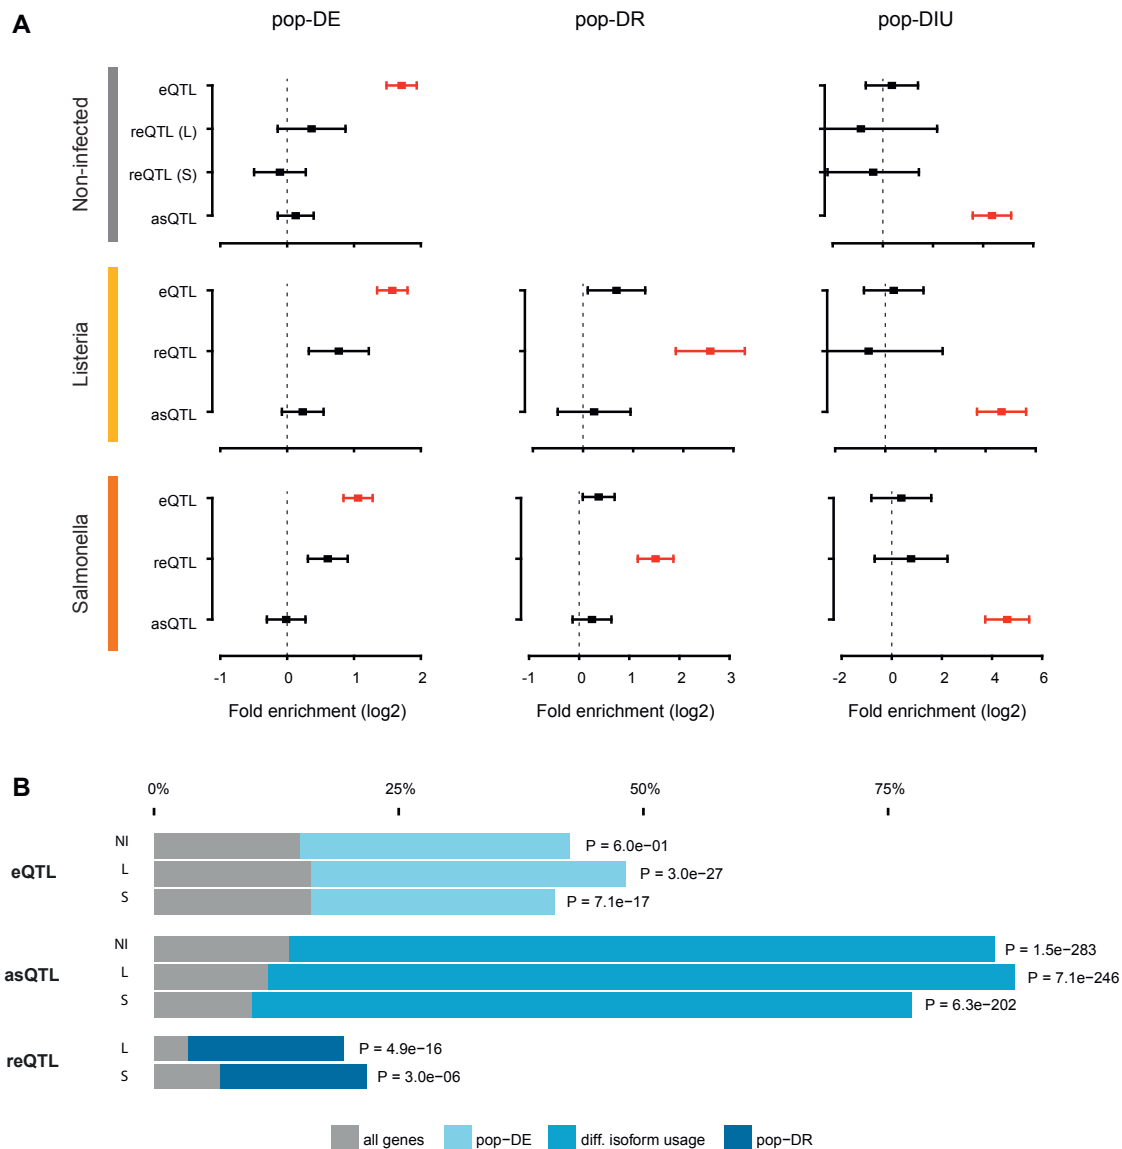 A
pop-DE
pop-DR
pop-DIU
Non-infected
eQTL
reQTL (L)
reQTL (S)
asQTL
Listeria
eQTL
reQTL
asQTL
Salmonella
eQTL
reQTL
asQTL
-1 0 1 2
-1 0 1 2 3
-2 0 2 4 6
Fold enrichment (log2)
Fold enrichment (log2)
Fold enrichment (log2)
B
0% 25% 50% 75%
eQTL
NI P = 6.0e−01
L P = 3.0e−27
S P = 7.1e−17
asQTL
NI P = 1.5e−283
L P = 7.1e−246
S P = 6.3e−202
reQTL
L P = 4.9e−16
S P = 3.0e−06
all genes pop−DE diff. isoform usage pop−DR